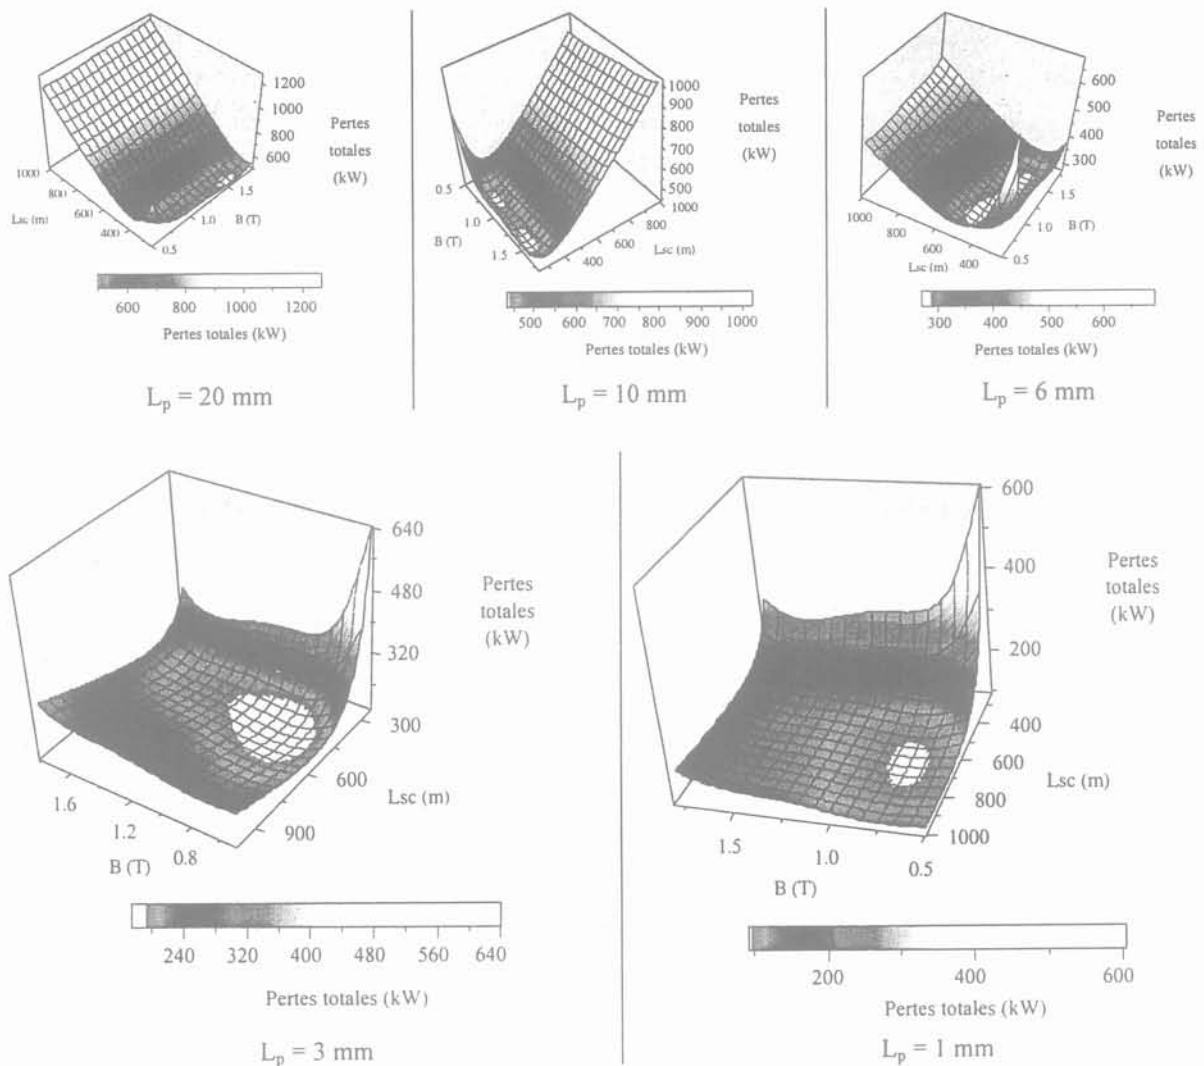 1200
1000
800
600
Pertes
totales
(kW)
1000
800
600
400
Lsc (m)
0.5
1.0
1.5
B (T)
600 800 1000 1200
Pertes totales (kW)
Lp = 20 mm
1000
900
800
700
600
500
1000
Pertes
totales
(kW)
0.5
1.0
1.5
B (T)
400
600
800
Lsc (m)
500 600 700 800 900 1000
Pertes totales (kW)
Lp = 10 mm
600
500
400
300
Pertes
totales
(kW)
1.5
1.0
0.5
B (T)
1000
800
600
400
Lsc (m)
300 400 500 600
Pertes totales (kW)
Lp = 6 mm
640
480
320
Pertes
totales
(kW)
300
600
900
Lsc (m)
1.6
1.2
0.8
B (T)
240 320 400 480 560 640
Pertes totales (kW)
Lp = 3 mm
600
400
200
Pertes
totales
(kW)
400
600
800
1000
Lsc (m)
1.5
1.0
0.5
B (T)
200 400 600
Pertes totales (kW)
Lp = 1 mm